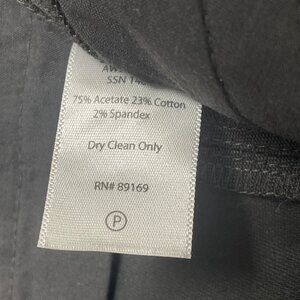 75% Acetate 23% Cotton
2% Spandex
Dry Clean Only
RN# 89169
P